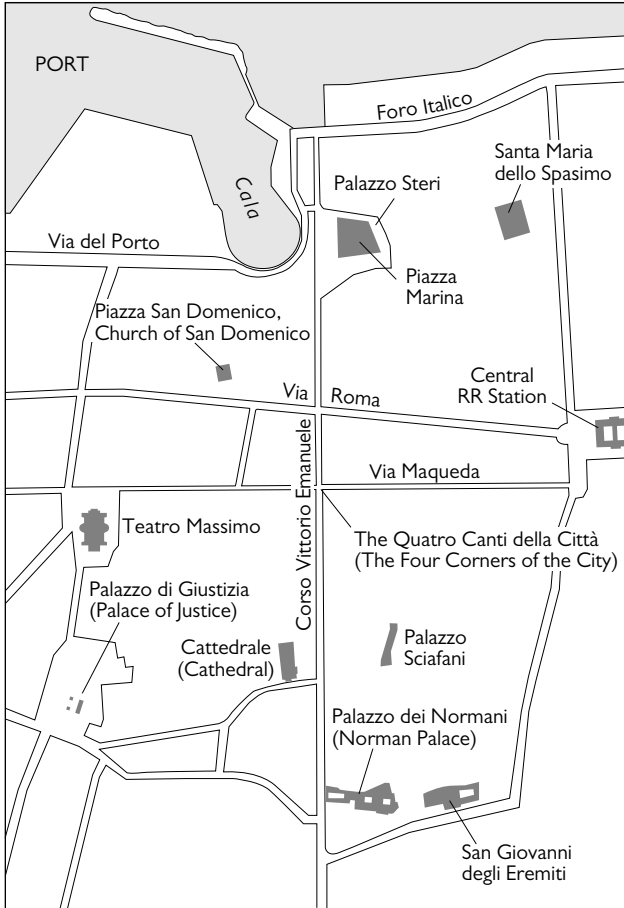 PORT
Foro Italico
Santa Maria
dello Spasimo
Cala
Palazzo Steri
Via del Porto
Piazza
Marina
Piazza San Domenico,
Church of San Domenico
Central
RR Station
Via Roma
Via Maqueda
Corso Vittorio Emanuele
Teatro Massimo
The Quatro Canti della Città
(The Four Corners of the City)
Palazzo di Giustizia
(Palace of Justice)
Cattedrale
(Cathedral)
Palazzo
Sciafani
Palazzo dei Normani
(Norman Palace)
San Giovanni
degli Eremiti